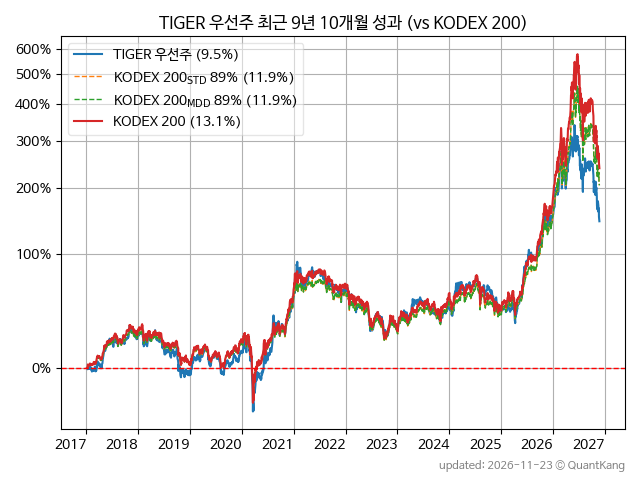 TIGER 우선주 최근 9년 10개월 성과 (vs KODEX 200)
600%
500%
400%
300%
200%
100%
0%
TIGER 우선주 (9.5%)
KODEX 200STD 89% (11.9%)
KODEX 200MDD 89% (11.9%)
KODEX 200 (13.1%)
2017 2018 2019 2020 2021 2022 2023 2024 2025 2026 2027
updated: 2026-11-23 © QuantKang